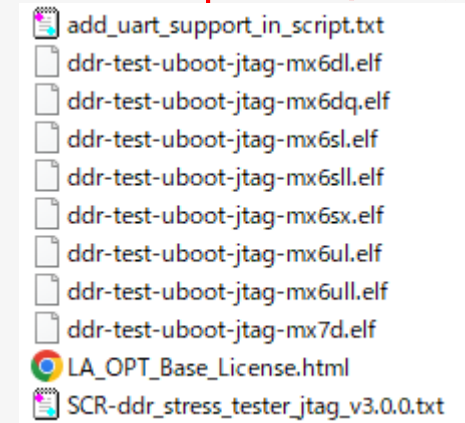 add_uart_support_in_script.txt
ddr-test-uboot-jtag-mx6dl.elf
ddr-test-uboot-jtag-mx6dq.elf
ddr-test-uboot-jtag-mx6sl.elf
ddr-test-uboot-jtag-mx6sll.elf
ddr-test-uboot-jtag-mx6sx.elf
ddr-test-uboot-jtag-mx6ul.elf
ddr-test-uboot-jtag-mx6ull.elf
ddr-test-uboot-jtag-mx7d.elf
LA_OPT_Base_License.html
SCR-ddr_stress_tester_jtag_v3.0.0.txt